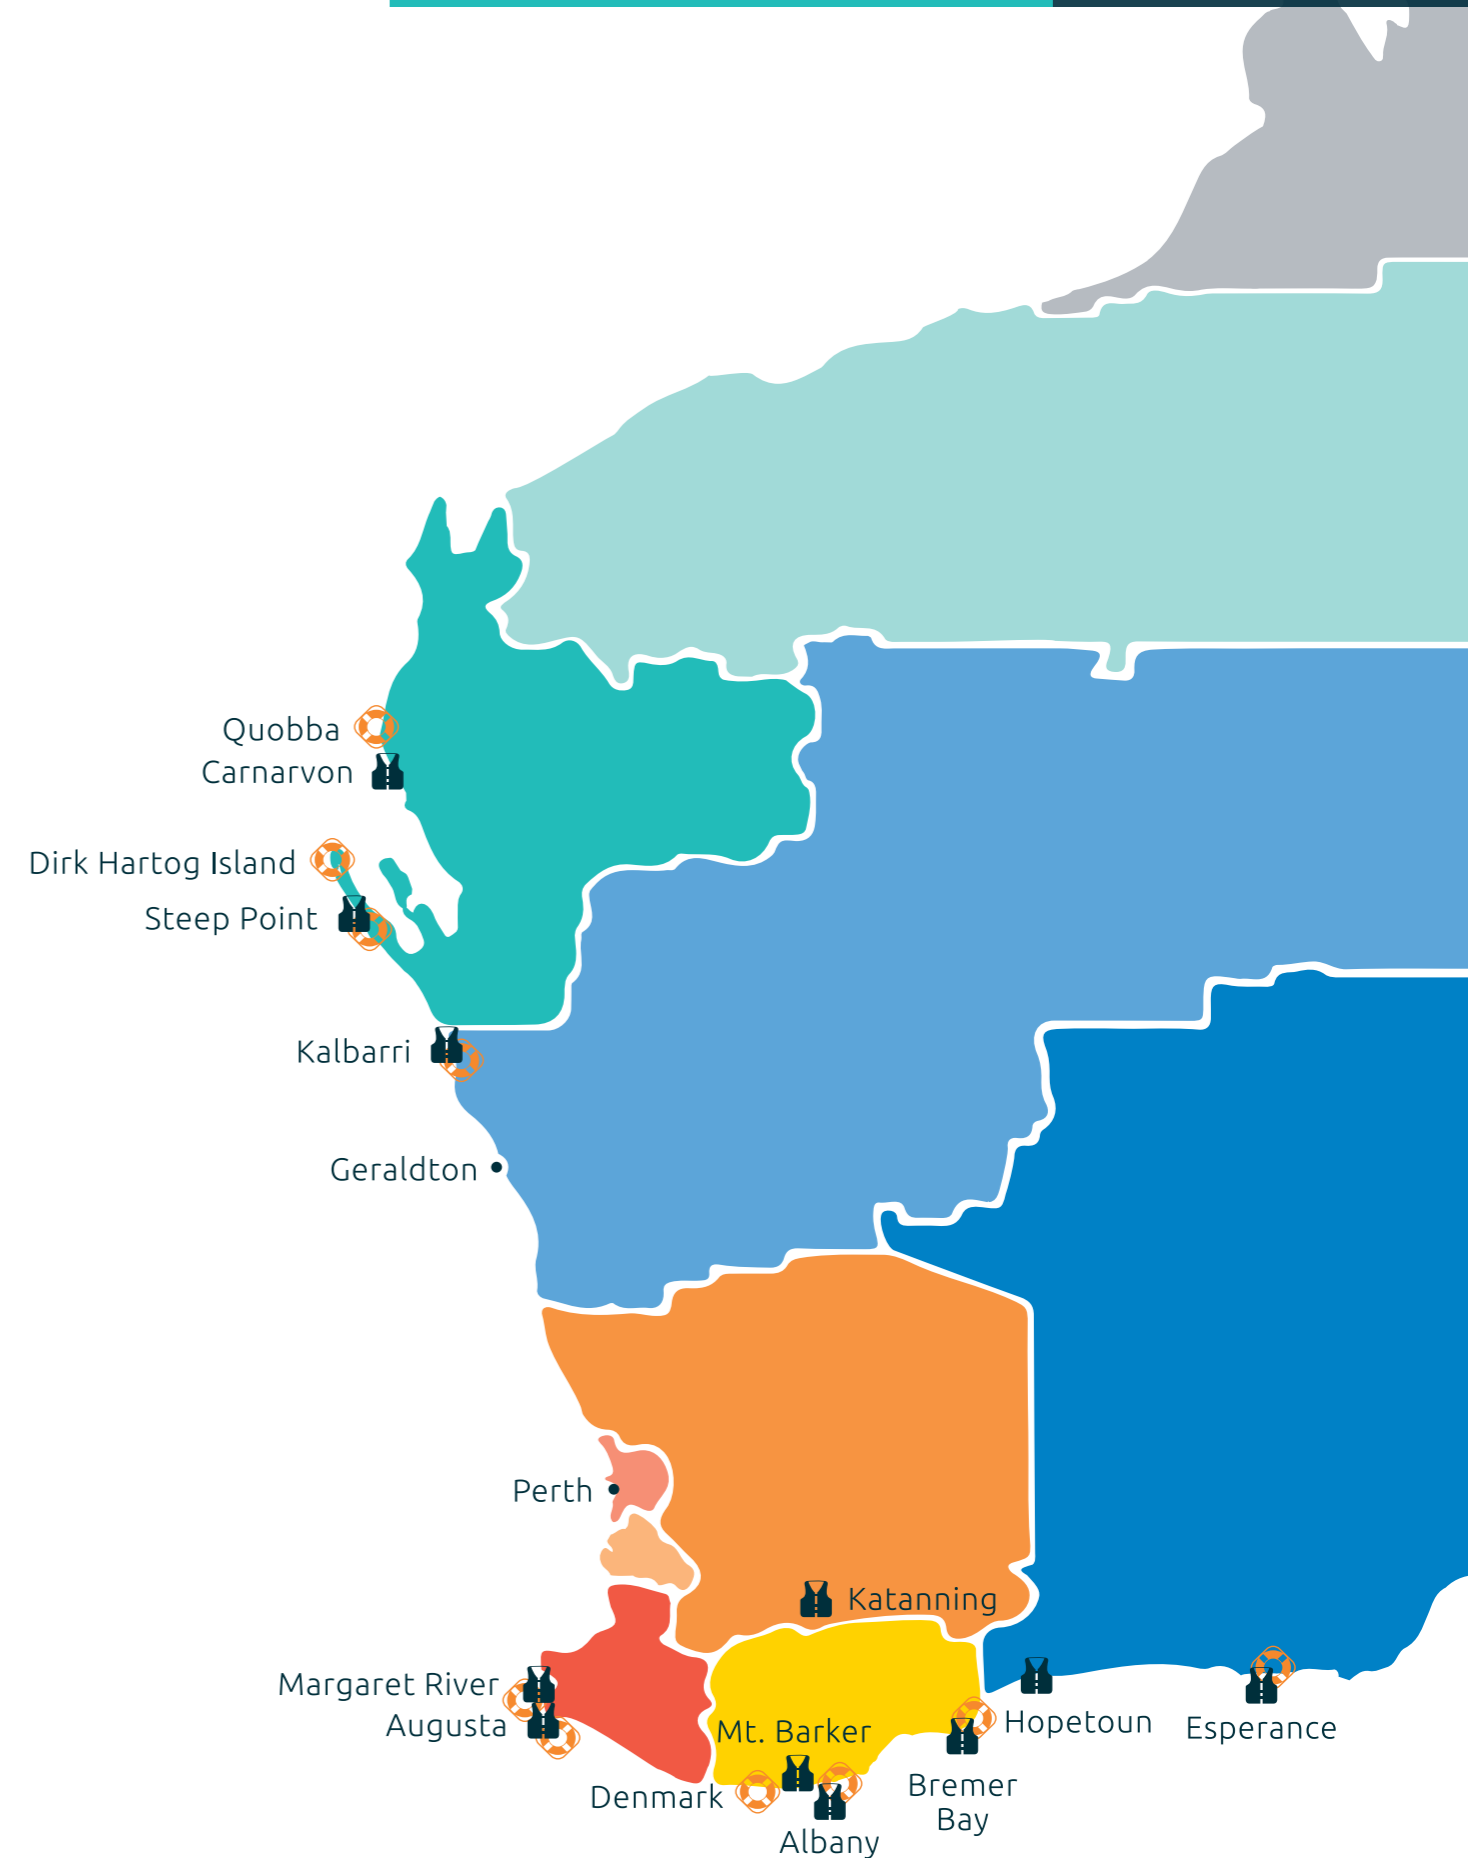 Quobba
Carnarvon
Dirk Hartog Island
Steep Point
Kalbarri
Geraldton
Perth
Katanning
Margaret River
Augusta
Mt. Barker
Hopetoun
Esperance
Denmark
Bremer
Bay
Albany